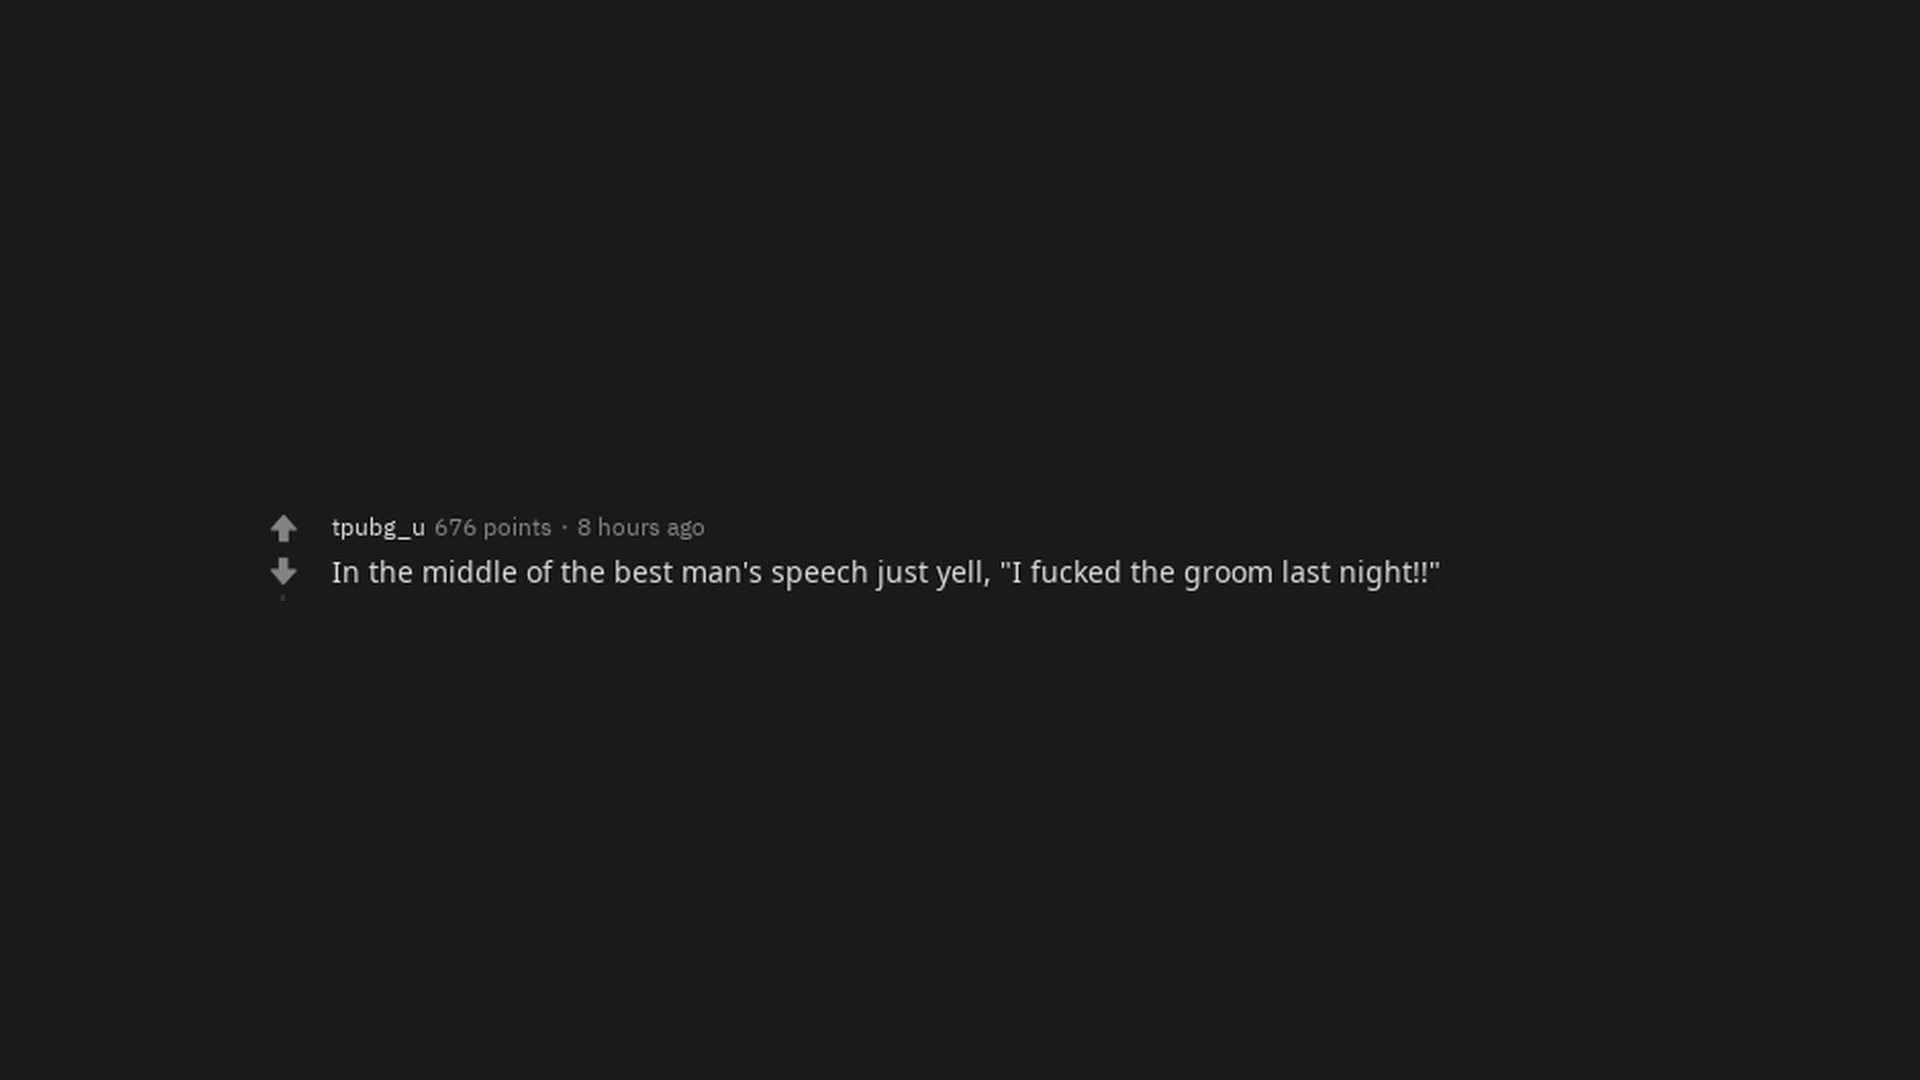 tpubg_u 676 points · 8 hours ago
In the middle of the best man's speech just yell, "I fucked the groom last night!!"